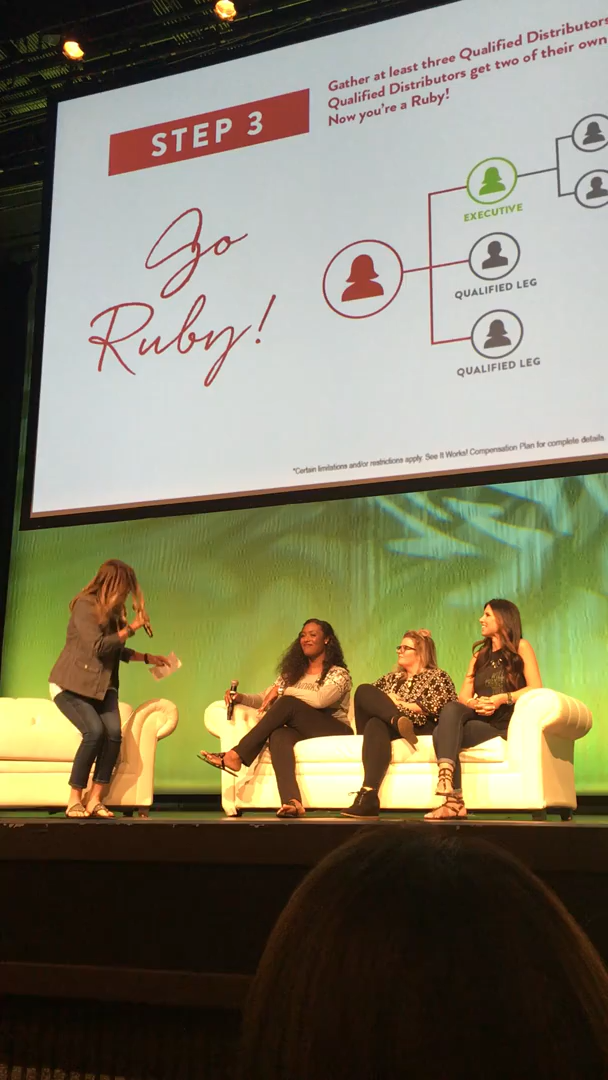 Gather at least three Qualified Distributors
Qualified Distributors get two of their own
Now you're a Ruby!
STEP 3
Go
Ruby!
EXECUTIVE
QUALIFIED LEG
QUALIFIED LEG
*Certain limitations and/or restrictions apply. See It Works! Compensation Plan for complete details